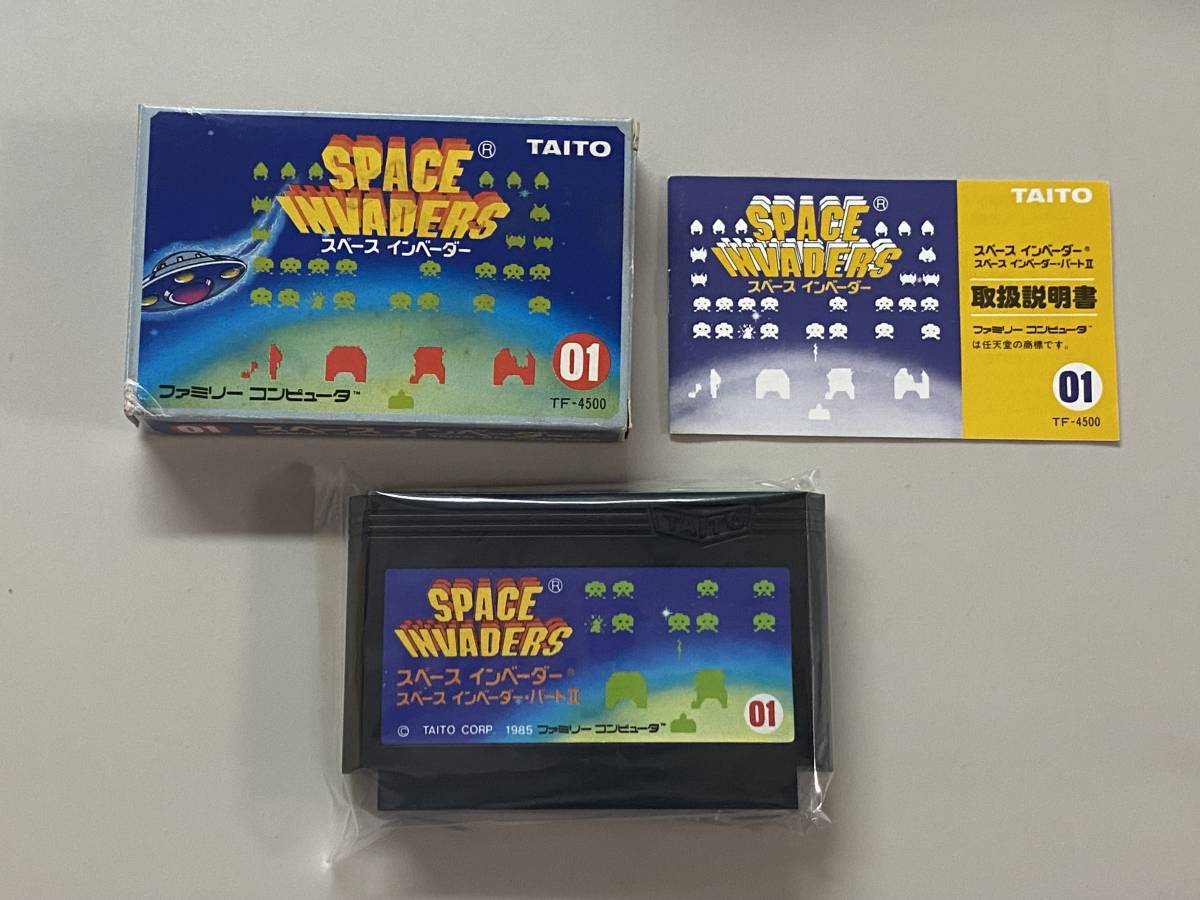 SPACE ® TAITO
INVADERS
スペース インベーダー
01
ファミリー コンピュータ™
TF-4500
01 スペース インベーダー
SPACE ®
INVADERS
スペース インベーダー
TAITO
スペース インベーダー®
スペース インベーダー・パートⅡ
取扱説明書
ファミリー コンピュータ™
は任天堂の商標です。
01
TF-4500
TAITO
SPACE ®
INVADERS
スペース インベーダー®
スペース インベーダー・パートⅡ
01
© TAITO CORP. 1985 ファミリー コンピュータ™